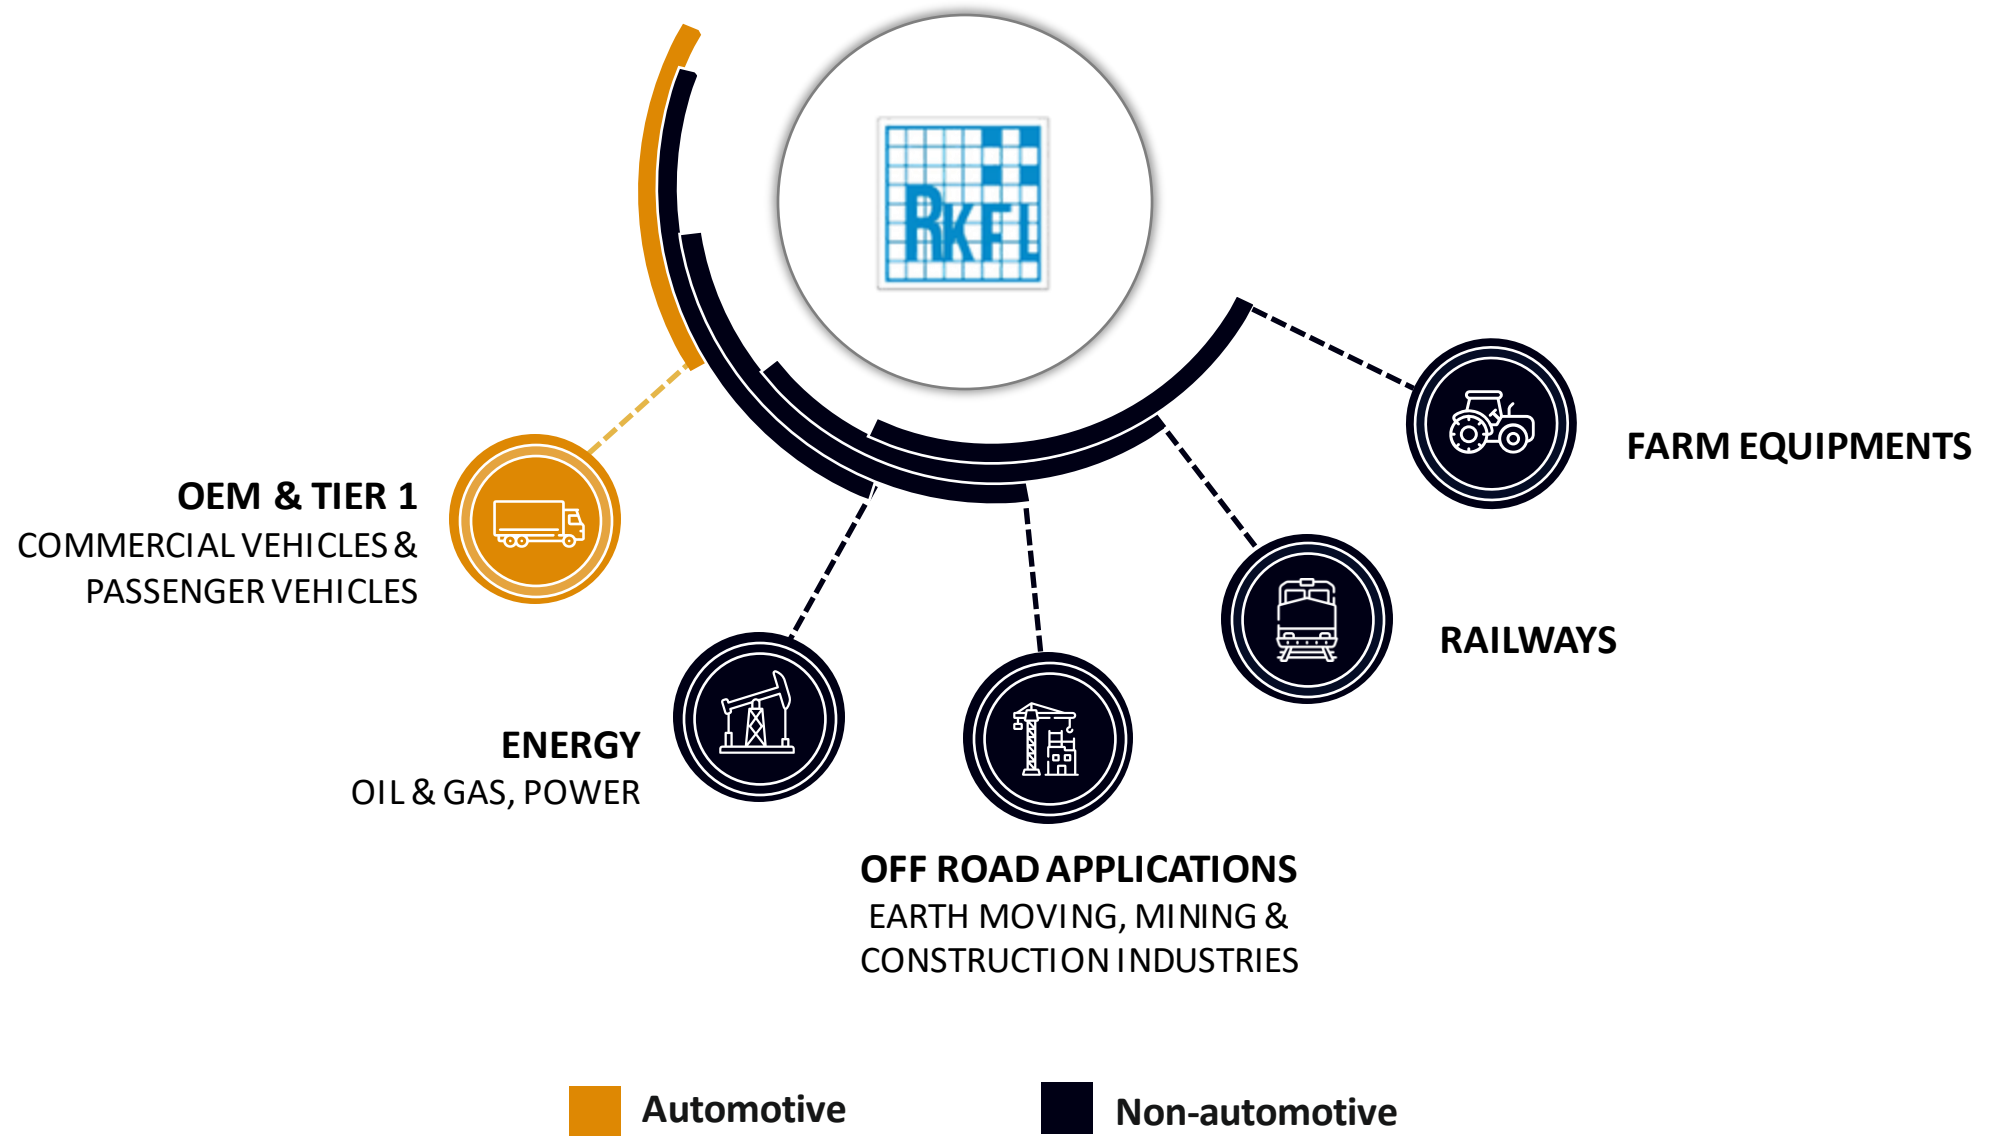 RKFL
FARM EQUIPMENTS
OEM & TIER 1
COMMERCIAL VEHICLES &
PASSENGER VEHICLES
RAILWAYS
ENERGY
OIL & GAS, POWER
OFF ROAD APPLICATIONS
EARTH MOVING, MINING &
CONSTRUCTION INDUSTRIES
Automotive
Non-automotive